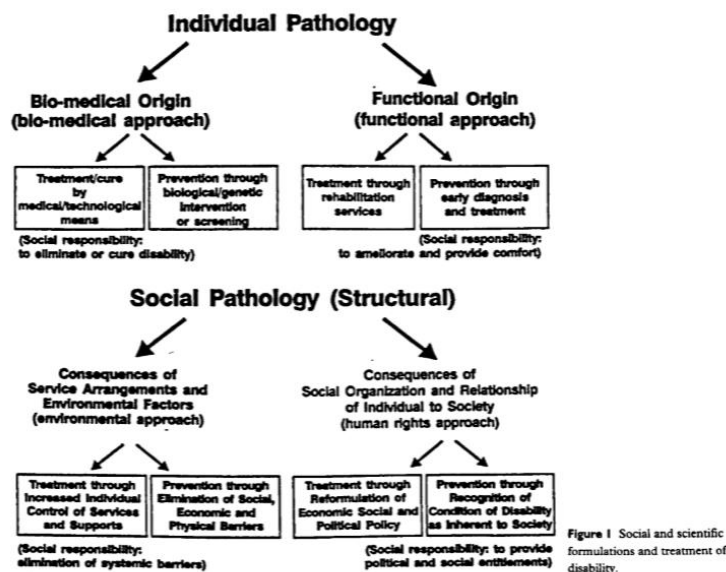 Individual Pathology
Bio-medical Origin
(bio-medical approach)
Functional Origin
(functional approach)
Treatment/cure
by
medical/technological
means
Prevention through
biological/genetic
intervention
or screening
Treatment through
rehabilitation
services
Prevention through
early diagnosis
and treatment
(Social responsibility:
to eliminate or cure disability)
(Social responsibility:
to ameliorate and provide comfort)
Social Pathology (Structural)
Consequences of
Service Arrangements and
Environmental Factors
(environmental approach)
Consequences of
Social Organization and Relationship
of Individual to Society
(human rights approach)
Treatment through
Increased Individual
Control of Services
and Supports
Prevention through
Elimination of Social,
Economic and
Physical Barriers
Treatment through
Reformulation of
Economic Social and
Political Policy
Prevention through
Recognition of
Condition of Disability
as Inherent to Society
(Social responsibility:
elimination of systemic barriers)
(Social responsibility: to provide
political and social entitlements)
Figure 1 Social and scientific
formulations and treatment of
disability.